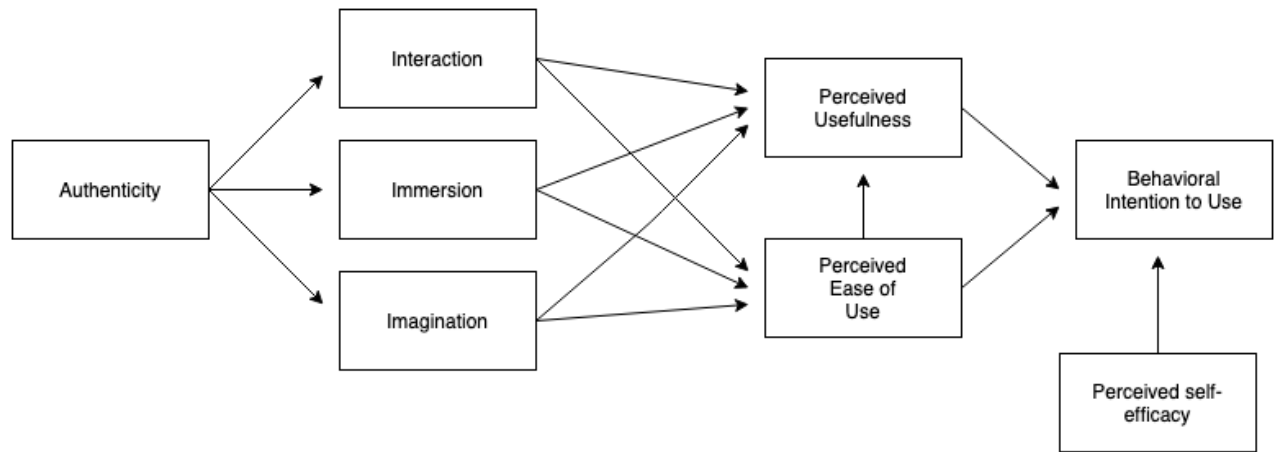 Authenticity
Interaction
Immersion
Imagination
Perceived
Usefulness
Perceived
Ease of
Use
Behavioral
Intention to Use
Perceived self-
efficacy